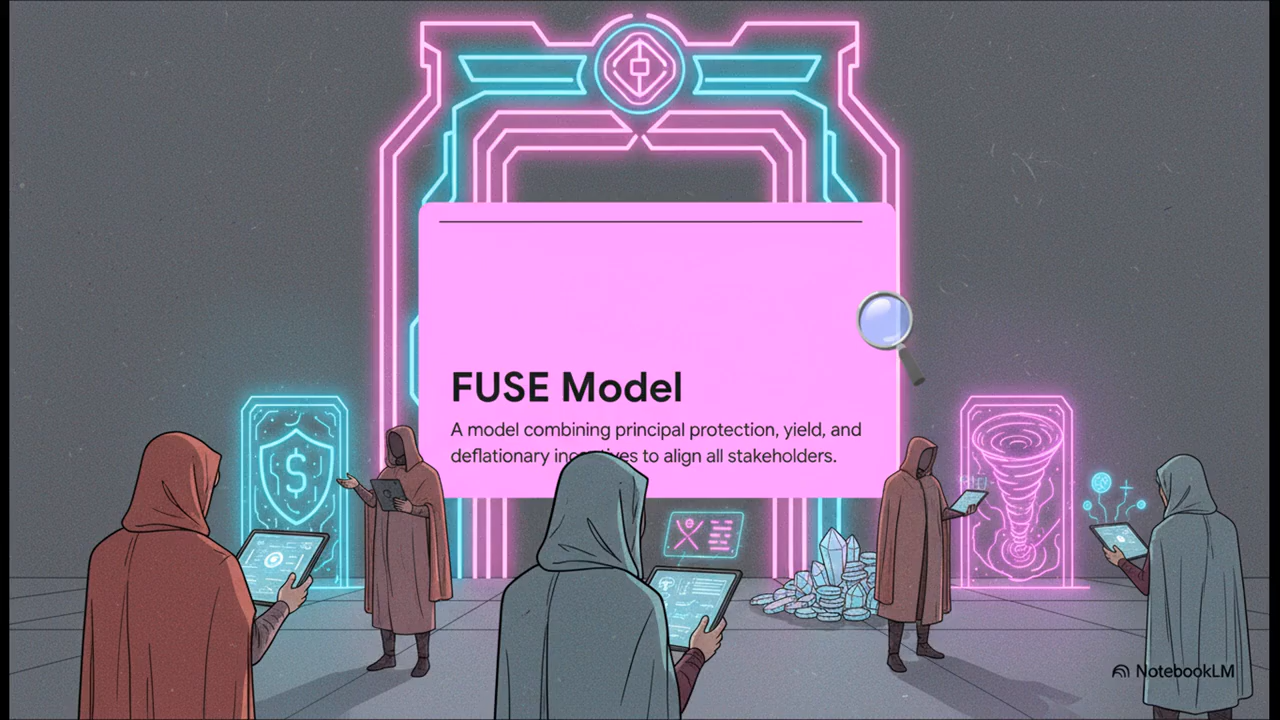 FUSE Model
A model combining principal protection, yield, and
deflationary to align all stakeholders.
NotebookLM